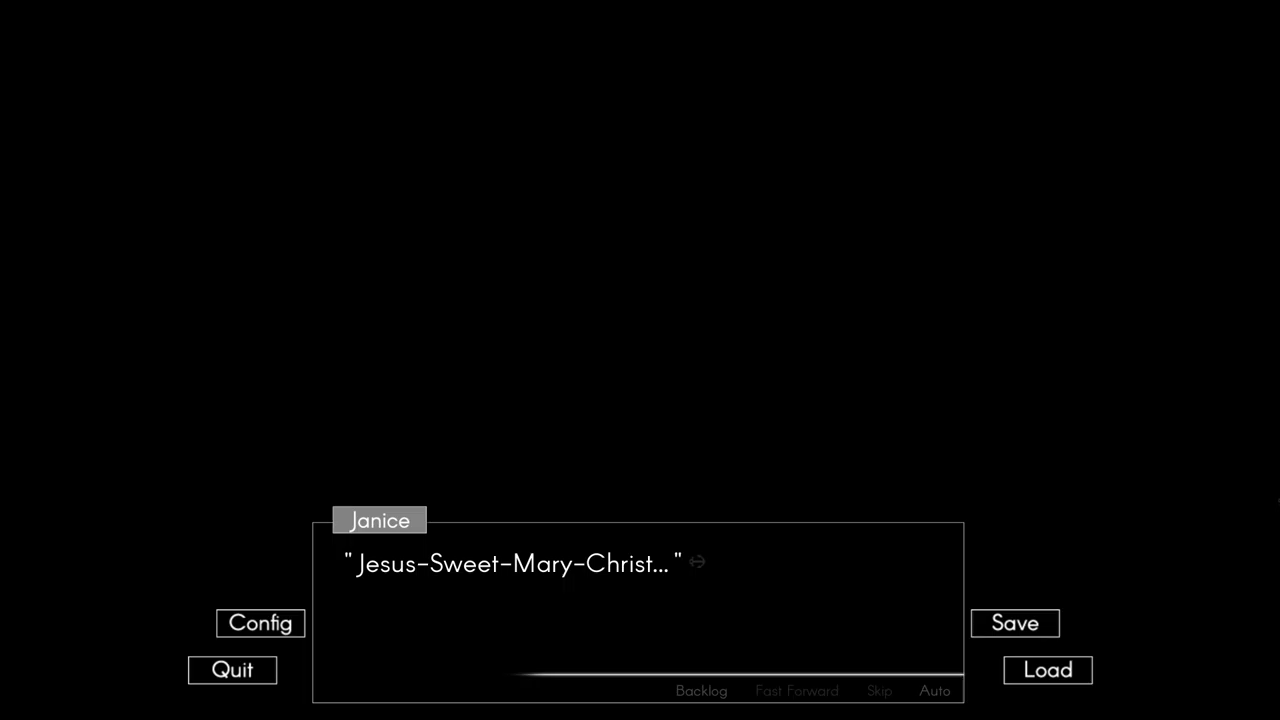 Janice
"Jesus-Sweet-Mary-Christ..."
Config
Save
Quit
Load
Backlog Fast Forward Skip Auto